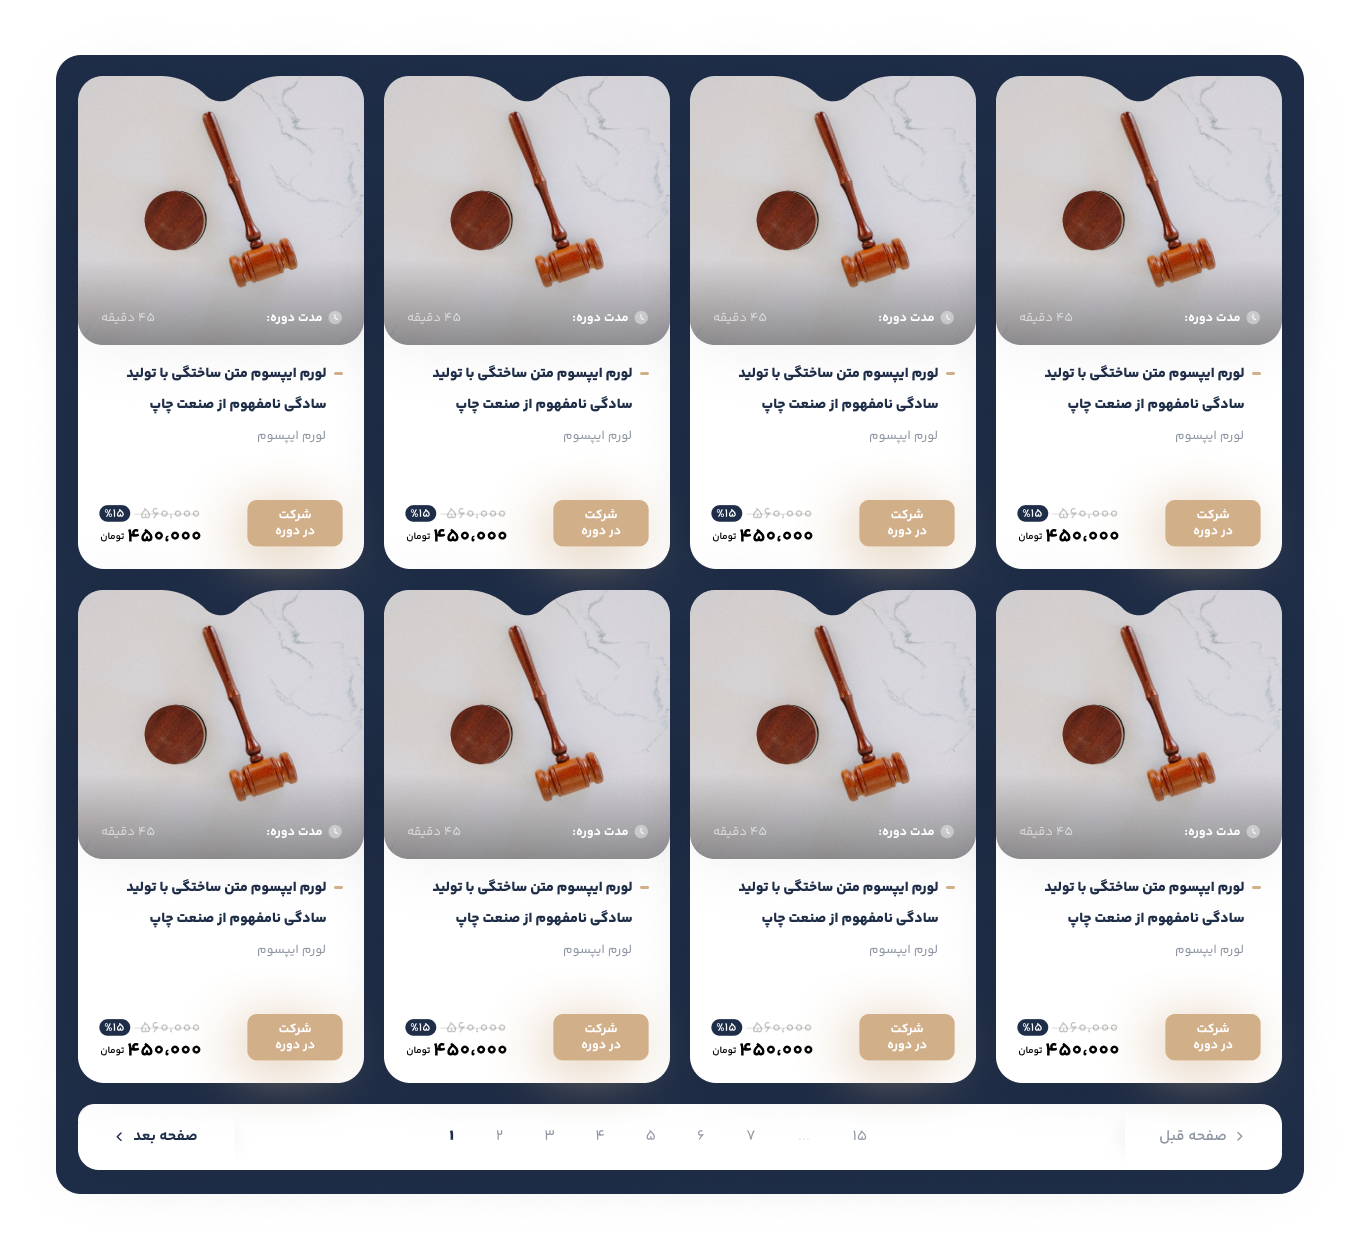 مدت دوره: ۴۵ دقیقه
لورم ایپسوم متن ساختگی با تولید
سادگی نامفهوم از صنعت چاپ
لورم ایپسوم
شرکت
در دوره
۵۶۰,۰۰۰ %۱۵
۴۵۰,۰۰۰ تومان
مدت دوره: ۴۵ دقیقه
لورم ایپسوم متن ساختگی با تولید
سادگی نامفهوم از صنعت چاپ
لورم ایپسوم
شرکت
در دوره
۵۶۰,۰۰۰ %۱۵
۴۵۰,۰۰۰ تومان
مدت دوره: ۴۵ دقیقه
لورم ایپسوم متن ساختگی با تولید
سادگی نامفهوم از صنعت چاپ
لورم ایپسوم
شرکت
در دوره
۵۶۰,۰۰۰ %۱۵
۴۵۰,۰۰۰ تومان
مدت دوره: ۴۵ دقیقه
لورم ایپسوم متن ساختگی با تولید
سادگی نامفهوم از صنعت چاپ
لورم ایپسوم
شرکت
در دوره
۵۶۰,۰۰۰ %۱۵
۴۵۰,۰۰۰ تومان
مدت دوره: ۴۵ دقیقه
لورم ایپسوم متن ساختگی با تولید
سادگی نامفهوم از صنعت چاپ
لورم ایپسوم
شرکت
در دوره
۵۶۰,۰۰۰ %۱۵
۴۵۰,۰۰۰ تومان
مدت دوره: ۴۵ دقیقه
لورم ایپسوم متن ساختگی با تولید
سادگی نامفهوم از صنعت چاپ
لورم ایپسوم
شرکت
در دوره
۵۶۰,۰۰۰ %۱۵
۴۵۰,۰۰۰ تومان
مدت دوره: ۴۵ دقیقه
لورم ایپسوم متن ساختگی با تولید
سادگی نامفهوم از صنعت چاپ
لورم ایپسوم
شرکت
در دوره
۵۶۰,۰۰۰ %۱۵
۴۵۰,۰۰۰ تومان
مدت دوره: ۴۵ دقیقه
لورم ایپسوم متن ساختگی با تولید
سادگی نامفهوم از صنعت چاپ
لورم ایپسوم
شرکت
در دوره
۵۶۰,۰۰۰ %۱۵
۴۵۰,۰۰۰ تومان
صفحه قبل ۱۵ ... ۷ ۶ ۵ ۴ ۳ ۲ ۱ صفحه بعد